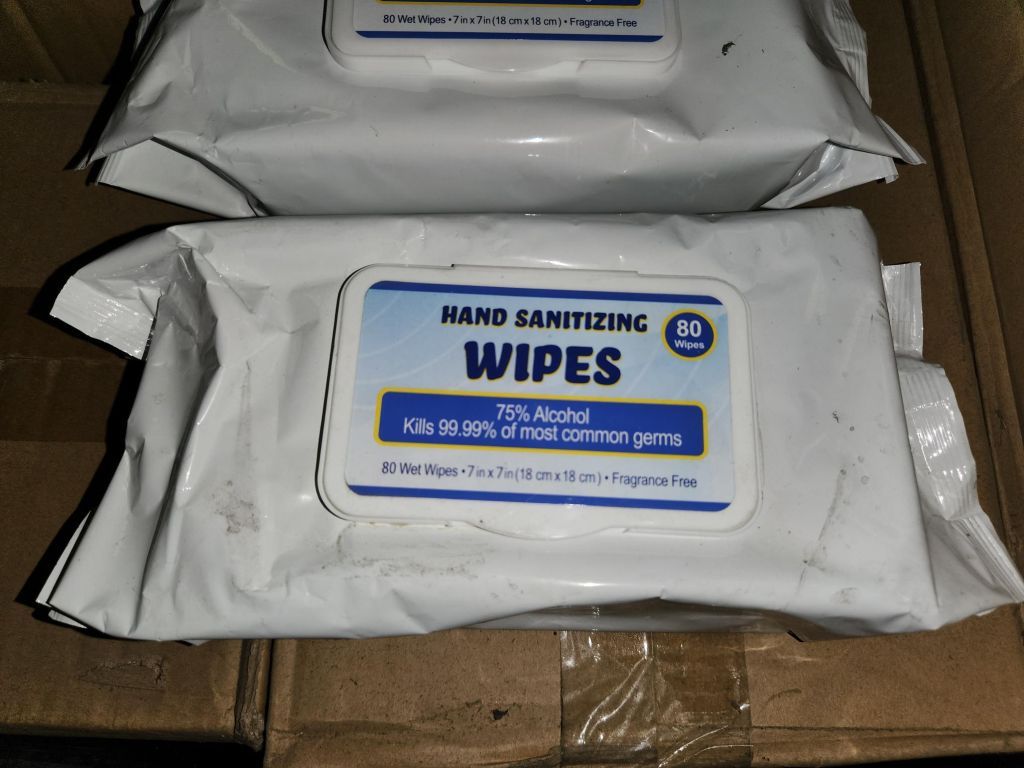 80 Wet Wipes • 7 in x 7 in (18 cm x 18 cm) • Fragrance Free
HAND SANITIZING
WIPES
80
Wipes
75% Alcohol
Kills 99.99% of most common germs
80 Wet Wipes • 7 in x 7 in (18 cm x 18 cm) • Fragrance Free